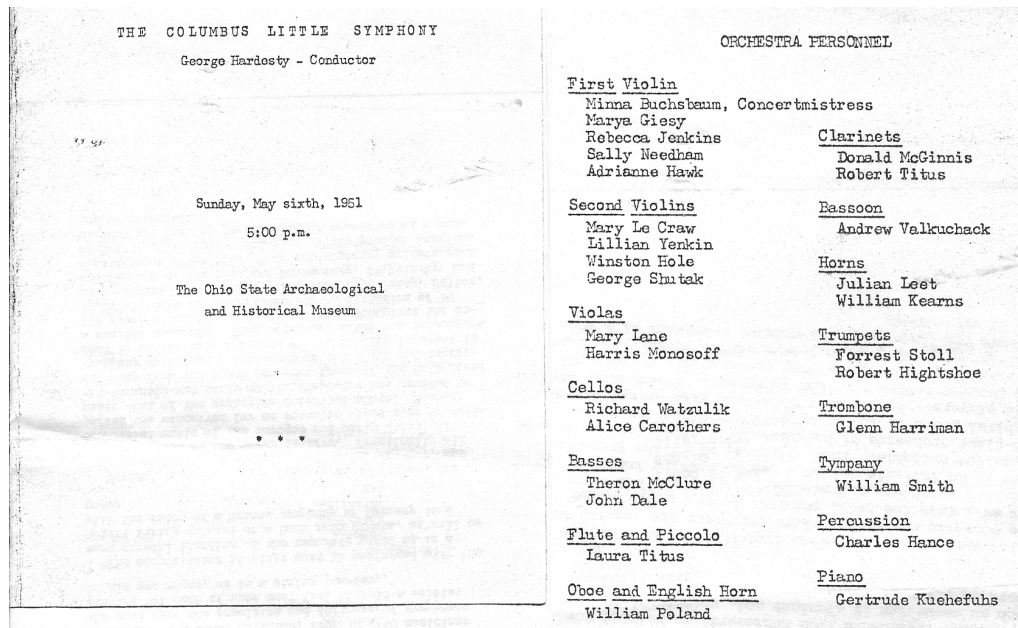 THE COLUMBUS LITTLE SYMPHONY
George Hardesty - Conductor
Sunday, May sixth, 1951
5:00 p.m.
The Ohio State Archaeological
and Historical Museum
* * *
ORCHESTRA PERSONNEL
First Violin
Minna Buchsbaum, Concertmistress
Marya Giesy
Rebecca Jenkins
Sally Needham
Adrianne Hawk
Second Violins
Mary Le Craw
Lillian Yenkin
Winston Hole
George Shutak
Violas
Mary Lane
Harris Monosoff
Cellos
Richard Watzulik
Alice Carothers
Basses
Theron McClure
John Dale
Flute and Piccolo
Laura Titus
Oboe and English Horn
William Poland
Clarinets
Donald McGinnis
Robert Titus
Bassoon
Andrew Valkuchack
Horns
Julian Leet
William Kearns
Trumpets
Forrest Stoll
Robert Hightshoe
Trombone
Glenn Harriman
Tympany
William Smith
Percussion
Charles Hance
Piano
Gertrude Kuehefuhs